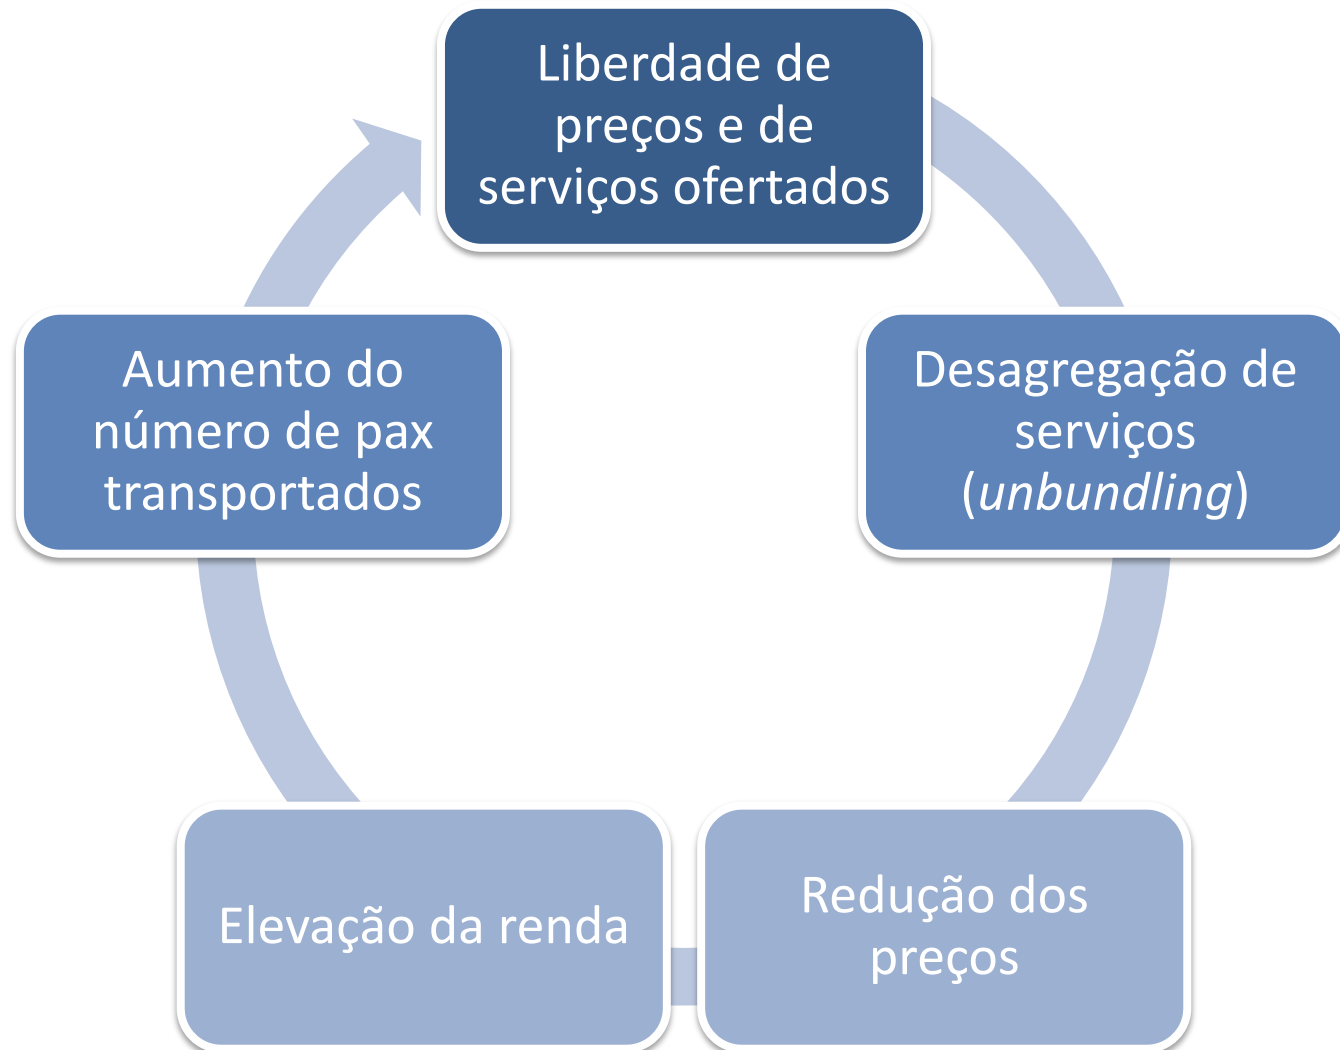 Liberdade de
preços e de
serviços ofertados
Desagregação de
serviços
(unbundling)
Redução dos
preços
Elevação da renda
Aumento do
número de pax
transportados